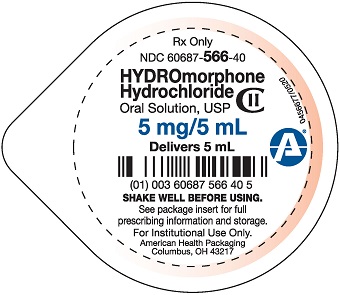 Rx Only
NDC 60687-566-40
HYDROmorphone
Hydrochloride CII
Oral Solution, USP
5 mg/5 mL
Delivers 5 mL
(01) 003 60687 566 40 5
SHAKE WELL BEFORE USING.
See package insert for full
prescribing information and storage.
For Institutional Use Only.
American Health Packaging
Columbus, OH 43217
A
0456677/0520